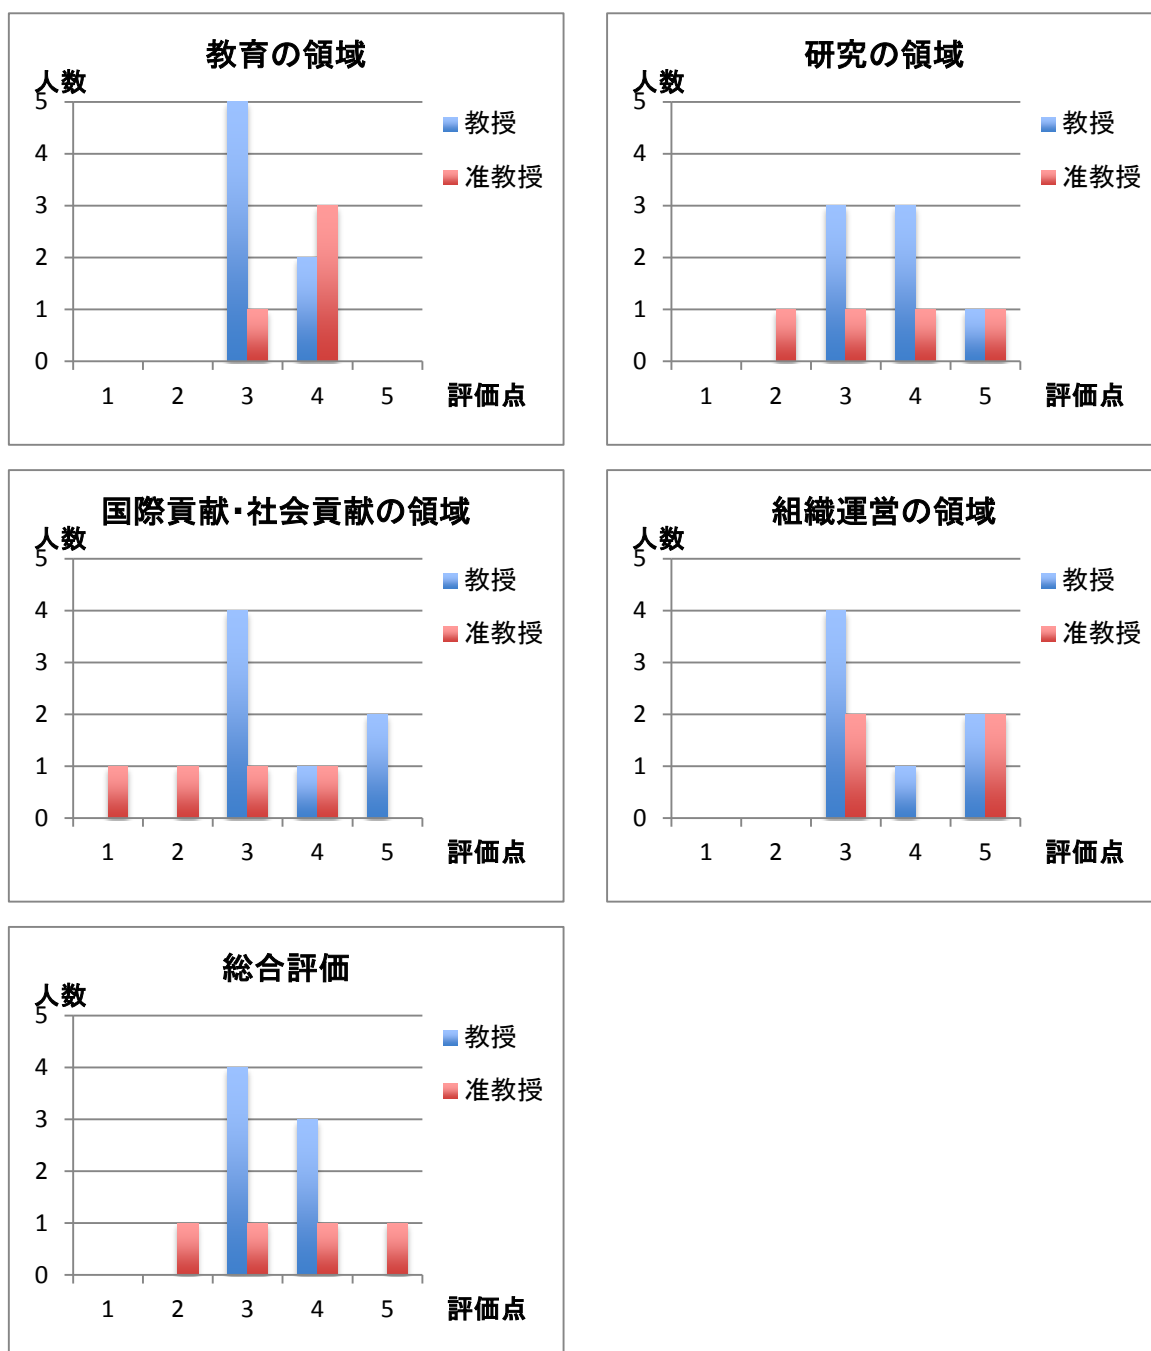 教育の領域
人数
5
4
3
2
1
0
1 2 3 4 5 評価点
教授
准教授
研究の領域
人数
5
4
3
2
1
0
1 2 3 4 5 評価点
教授
准教授
国際貢献・社会貢献の領域
人数
5
4
3
2
1
0
1 2 3 4 5 評価点
教授
准教授
組織運営の領域
人数
5
4
3
2
1
0
1 2 3 4 5 評価点
教授
准教授
総合評価
人数
5
4
3
2
1
0
1 2 3 4 5 評価点
教授
准教授